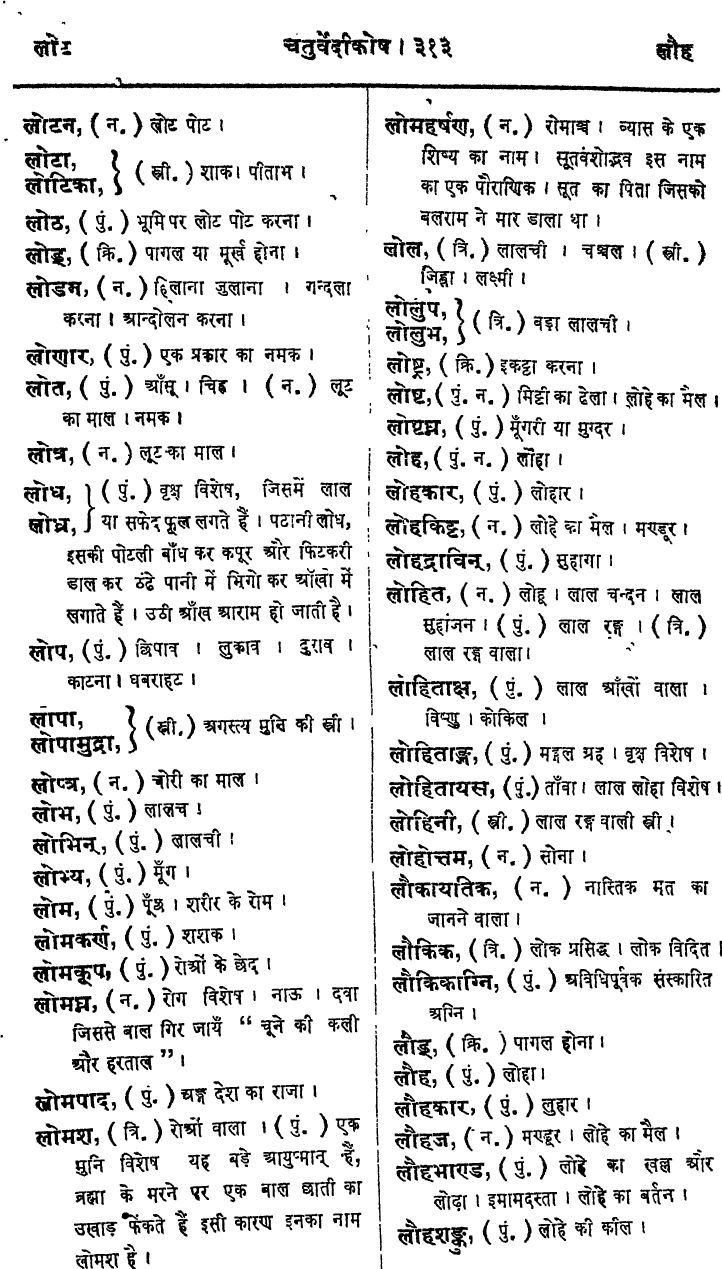 लोट चतुर्वेदीकोष । ३१३ लौह
लोटन, ( न. ) लोट पोट ।
लोटा,
लोटिका, } ( स्त्री. ) शाक। पीताभ ।
लोठ, ( पुं. ) भूमि पर लोट पोट करना ।
लोड्, ( क्रि. ) पागल या मूर्ख होना ।
लोडम, ( न. ) हिलाना जुलाना । गन्दला
करना । आन्दोलन करना ।
लोणार, ( पुं. ) एक प्रकार का नमक ।
लोत, ( पुं. ) आँसू । चिह्न । ( न. ) लूट
का माल । नमक ।
लोत्र, ( न. ) लूट का माल ।
लोध, } ( पुं. ) वृक्ष विशेष, जिसमें लाल
लोध्र, } या सफेद फूल लगते हैं । पठानी लोध,
इसकी पोटली बाँध कर कपूर और फिटकरी
डाल कर ठंढे पानी में भिगो कर आँखो में
लगाते हैं । उठी आँख आराम हो जाती है ।
लोप, (पुं. ) छिपाव । लुकाव । दुराव ।
काटना । घबराहट ।
लोपा,
लोपामुद्रा, } (स्त्री.) अगस्त्य मुनि की स्त्री ।
लोप्त्र, ( न. ) चोरी का माल ।
लोभ, ( पुं. ) लालच ।
लोभिन्, ( पुं. ) लालची ।
लोभ्य, ( पुं. ) मूँग ।
लोम, ( पुं. ) पूँछ । शरीर के रोम ।
लोमकर्ण, ( पुं. ) शशक ।
लोमकूप, ( पुं. ) रोओं के छेद ।
लोमघ्न, ( न. ) रोग विशेष । नाऊ । दवा
जिससे बाल गिर जायँ “ चूने की कली
और हरताल ” ।
लोमपाद, ( पुं. ) अङ्ग देश का राजा ।
लोमश, ( त्रि. ) रोओं वाला । ( पुं. ) एक
मुनि विशेष यह बड़े आयुष्मान् हैं,
ब्रह्मा के मरने पर एक बाल छाती का
उखाड़ फेंकते हैं इसी कारण इनका नाम
लोमश है ।
लोमहर्षण, ( न. ) रोमाञ्च । व्यास के एक
शिष्य का नाम । सूतवंशोद्भव इस नाम
का एक पौराणिक । सूत का पिता जिसको
बलराम ने मार डाला था ।
लोल, ( त्रि. ) लालची । चञ्चल । ( स्त्री. )
जिह्वा । लक्ष्मी ।
लोलुप,
लोलुभ, } ( त्रि. ) बड़ा लालची ।
लोष्ट्, ( क्रि. ) इकट्ठा करना ।
लोष्ट, ( पुं. न. ) मिट्टी का ढेला । लोहे का मैल ।
लोष्टघ्न, ( पुं. ) मूँगरी या मुग्दर ।
लोह, ( पुं. न. ) लोहा ।
लोहकार, ( पुं. ) लोहार ।
लोहकिट्ट, ( न. ) लोहे का मैल । मण्डूर ।
लोहद्राविन्, ( पुं. ) सुहागा ।
लोहित, ( न. ) लोहू । लाल चन्दन । लाल
सुहांजन । ( पुं. ) लाल रङ्ग । ( त्रि. )
लाल रङ्ग वाला ।
लोहिताक्ष, ( पुं. ) लाल आँखों वाला ।
विष्णु । कोकिल ।
लोहिताङ्ग, ( पुं. ) मङ्गल ग्रह । वृक्ष विशेष ।
लोहितायस, (पुं.) ताँबा । लाल लोहा विशेष ।
लोहिनी, ( स्त्री. ) लाल रङ्ग वाली स्त्री ।
लोहोत्तम, ( न. ) सोना ।
लौकायतिक, ( न. ) नास्तिक मत का
जानने वाला ।
लौकिक, ( त्रि. ) लोक प्रसिद्ध । लोक विदित ।
लौकिकाग्नि, ( पुं. ) अविधिपूर्वक संस्कारित
अग्नि ।
लौड्, ( क्रि. ) पागल होना ।
लौह, ( पुं. ) लोहा ।
लौहकार, ( पुं. ) लुहार ।
लौहज, ( न. ) मण्डूर । लोहे का मैल ।
लौहभाण्ड, ( पुं. ) लोहे का खल और
लोढ़ा । इमामदस्ता । लोहे का बर्तन ।
लौहशङ्कु, ( पुं. ) लोहे की कील ।